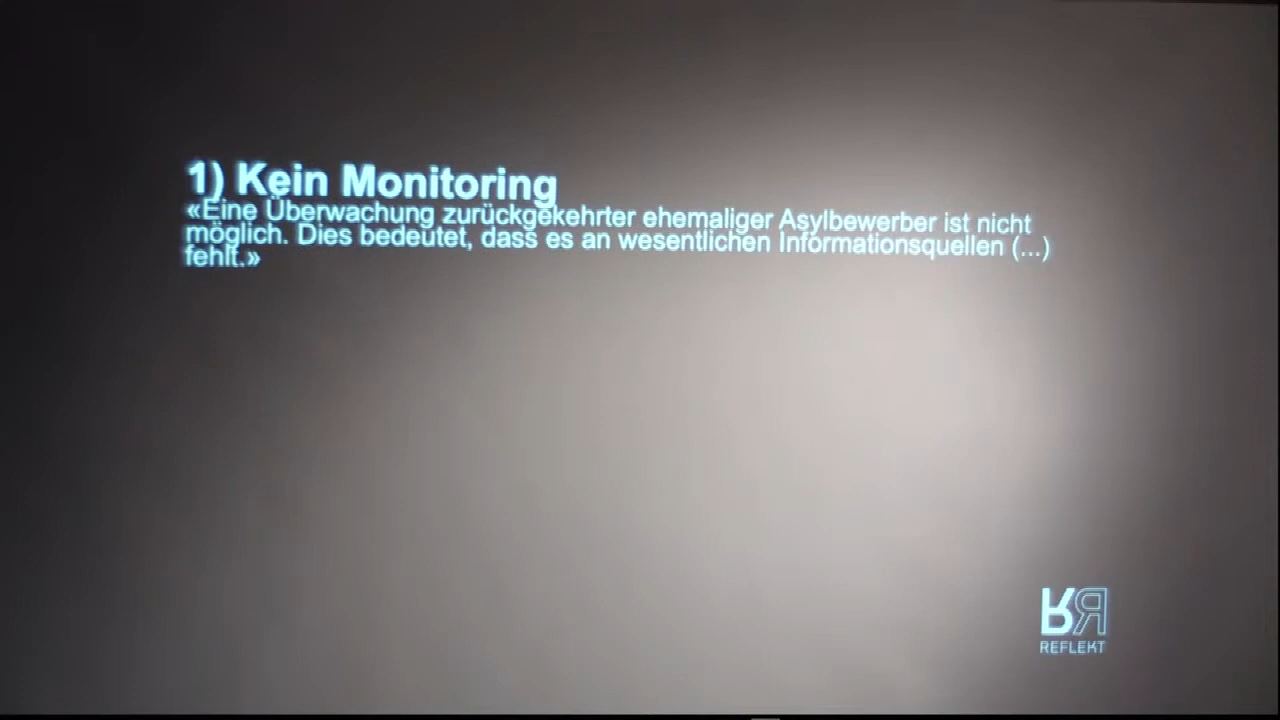 1) Kein Monitoring
«Eine Überwachung zurückgekehrter ehemaliger Asylbewerber ist nicht
möglich. Dies bedeutet, dass es an wesentlichen Informationsquellen (...)
fehlt.»
REFLEKT